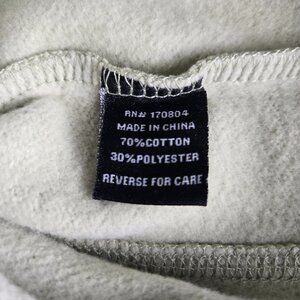 RN# 170804
MADE IN CHINA
70%COTTON
30%POLYESTER
REVERSE FOR CARE